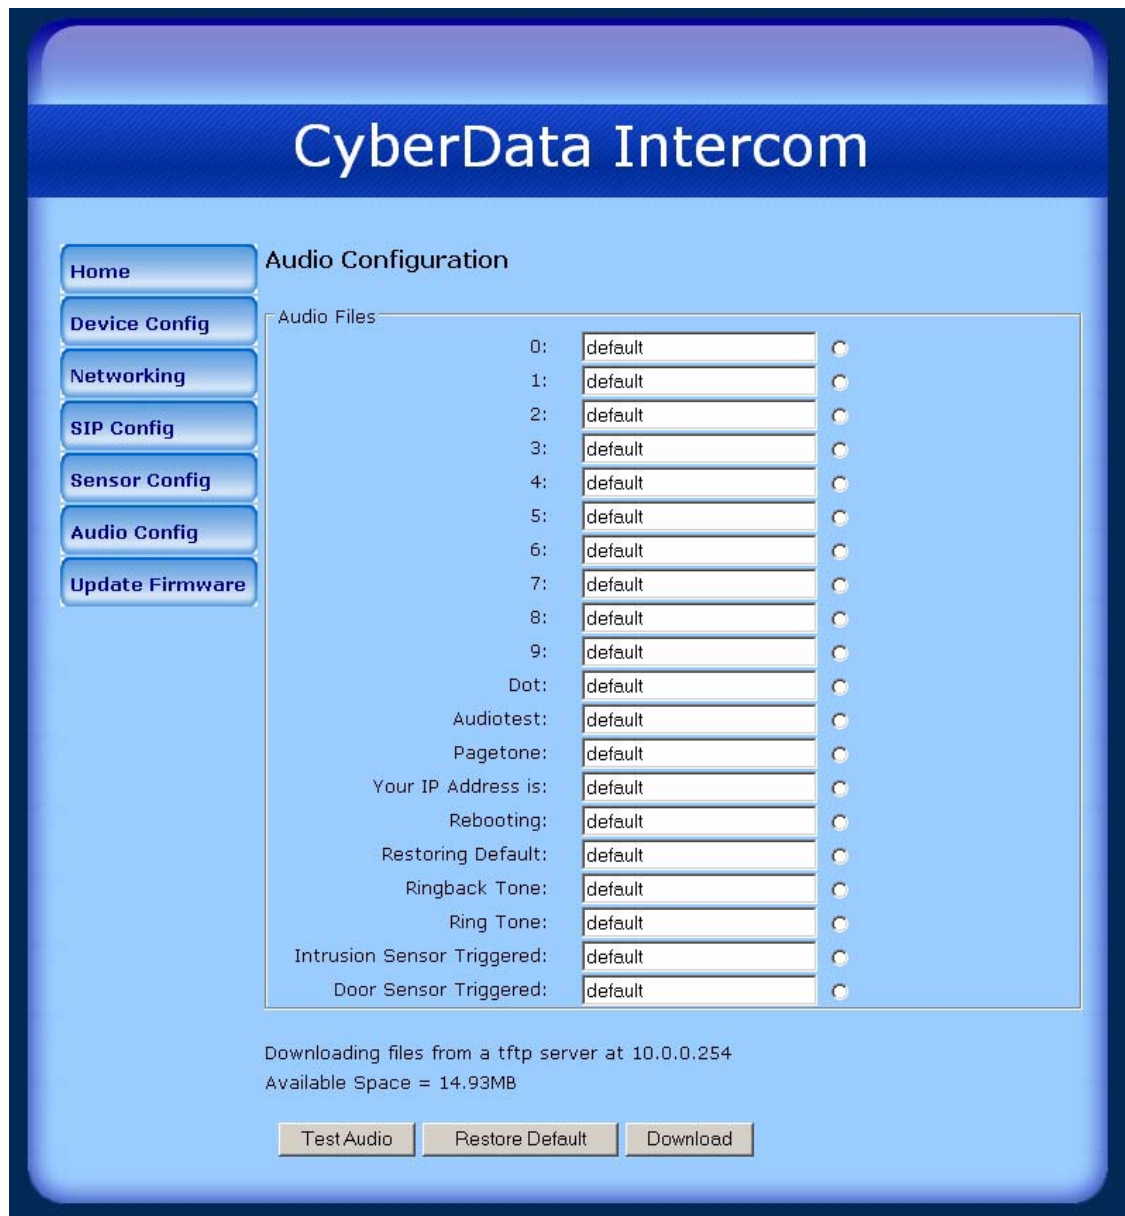 CyberData Intercom
Home
Device Config
Networking
SIP Config
Sensor Config
Audio Config
Update Firmware
Audio Configuration
Audio Files
0: default
1: default
2: default
3: default
4: default
5: default
6: default
7: default
8: default
9: default
Dot: default
Audiotest: default
Pagetone: default
Your IP Address is: default
Rebooting: default
Restoring Default: default
Ringback Tone: default
Ring Tone: default
Intrusion Sensor Triggered: default
Door Sensor Triggered: default
Downloading files from a tftp server at 10.0.0.254
Available Space = 14.93MB
Test Audio Restore Default Download